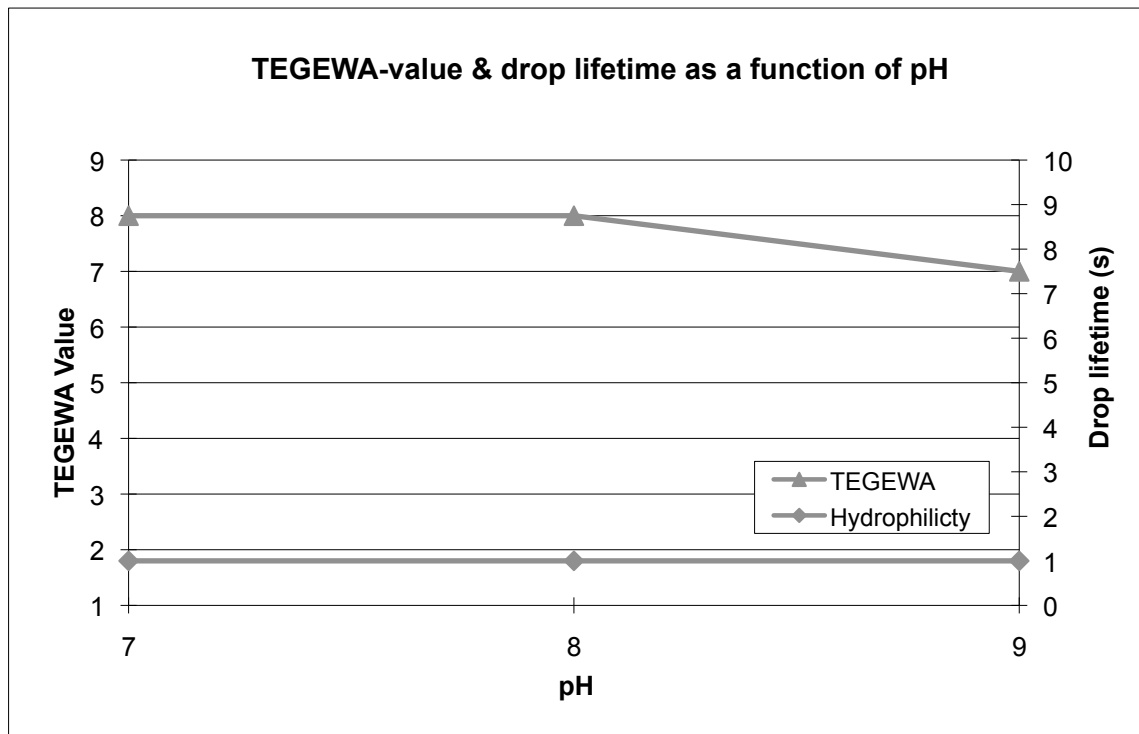 TEGEWA-value & drop lifetime as a function of pH
TEGEWA Value
9
8
7
6
5
4
3
2
1
10
9
8
7
6
5
4
3
2
1
0
Drop lifetime (s)
TEGEWA
Hydrophilicty
7 8 9
pH